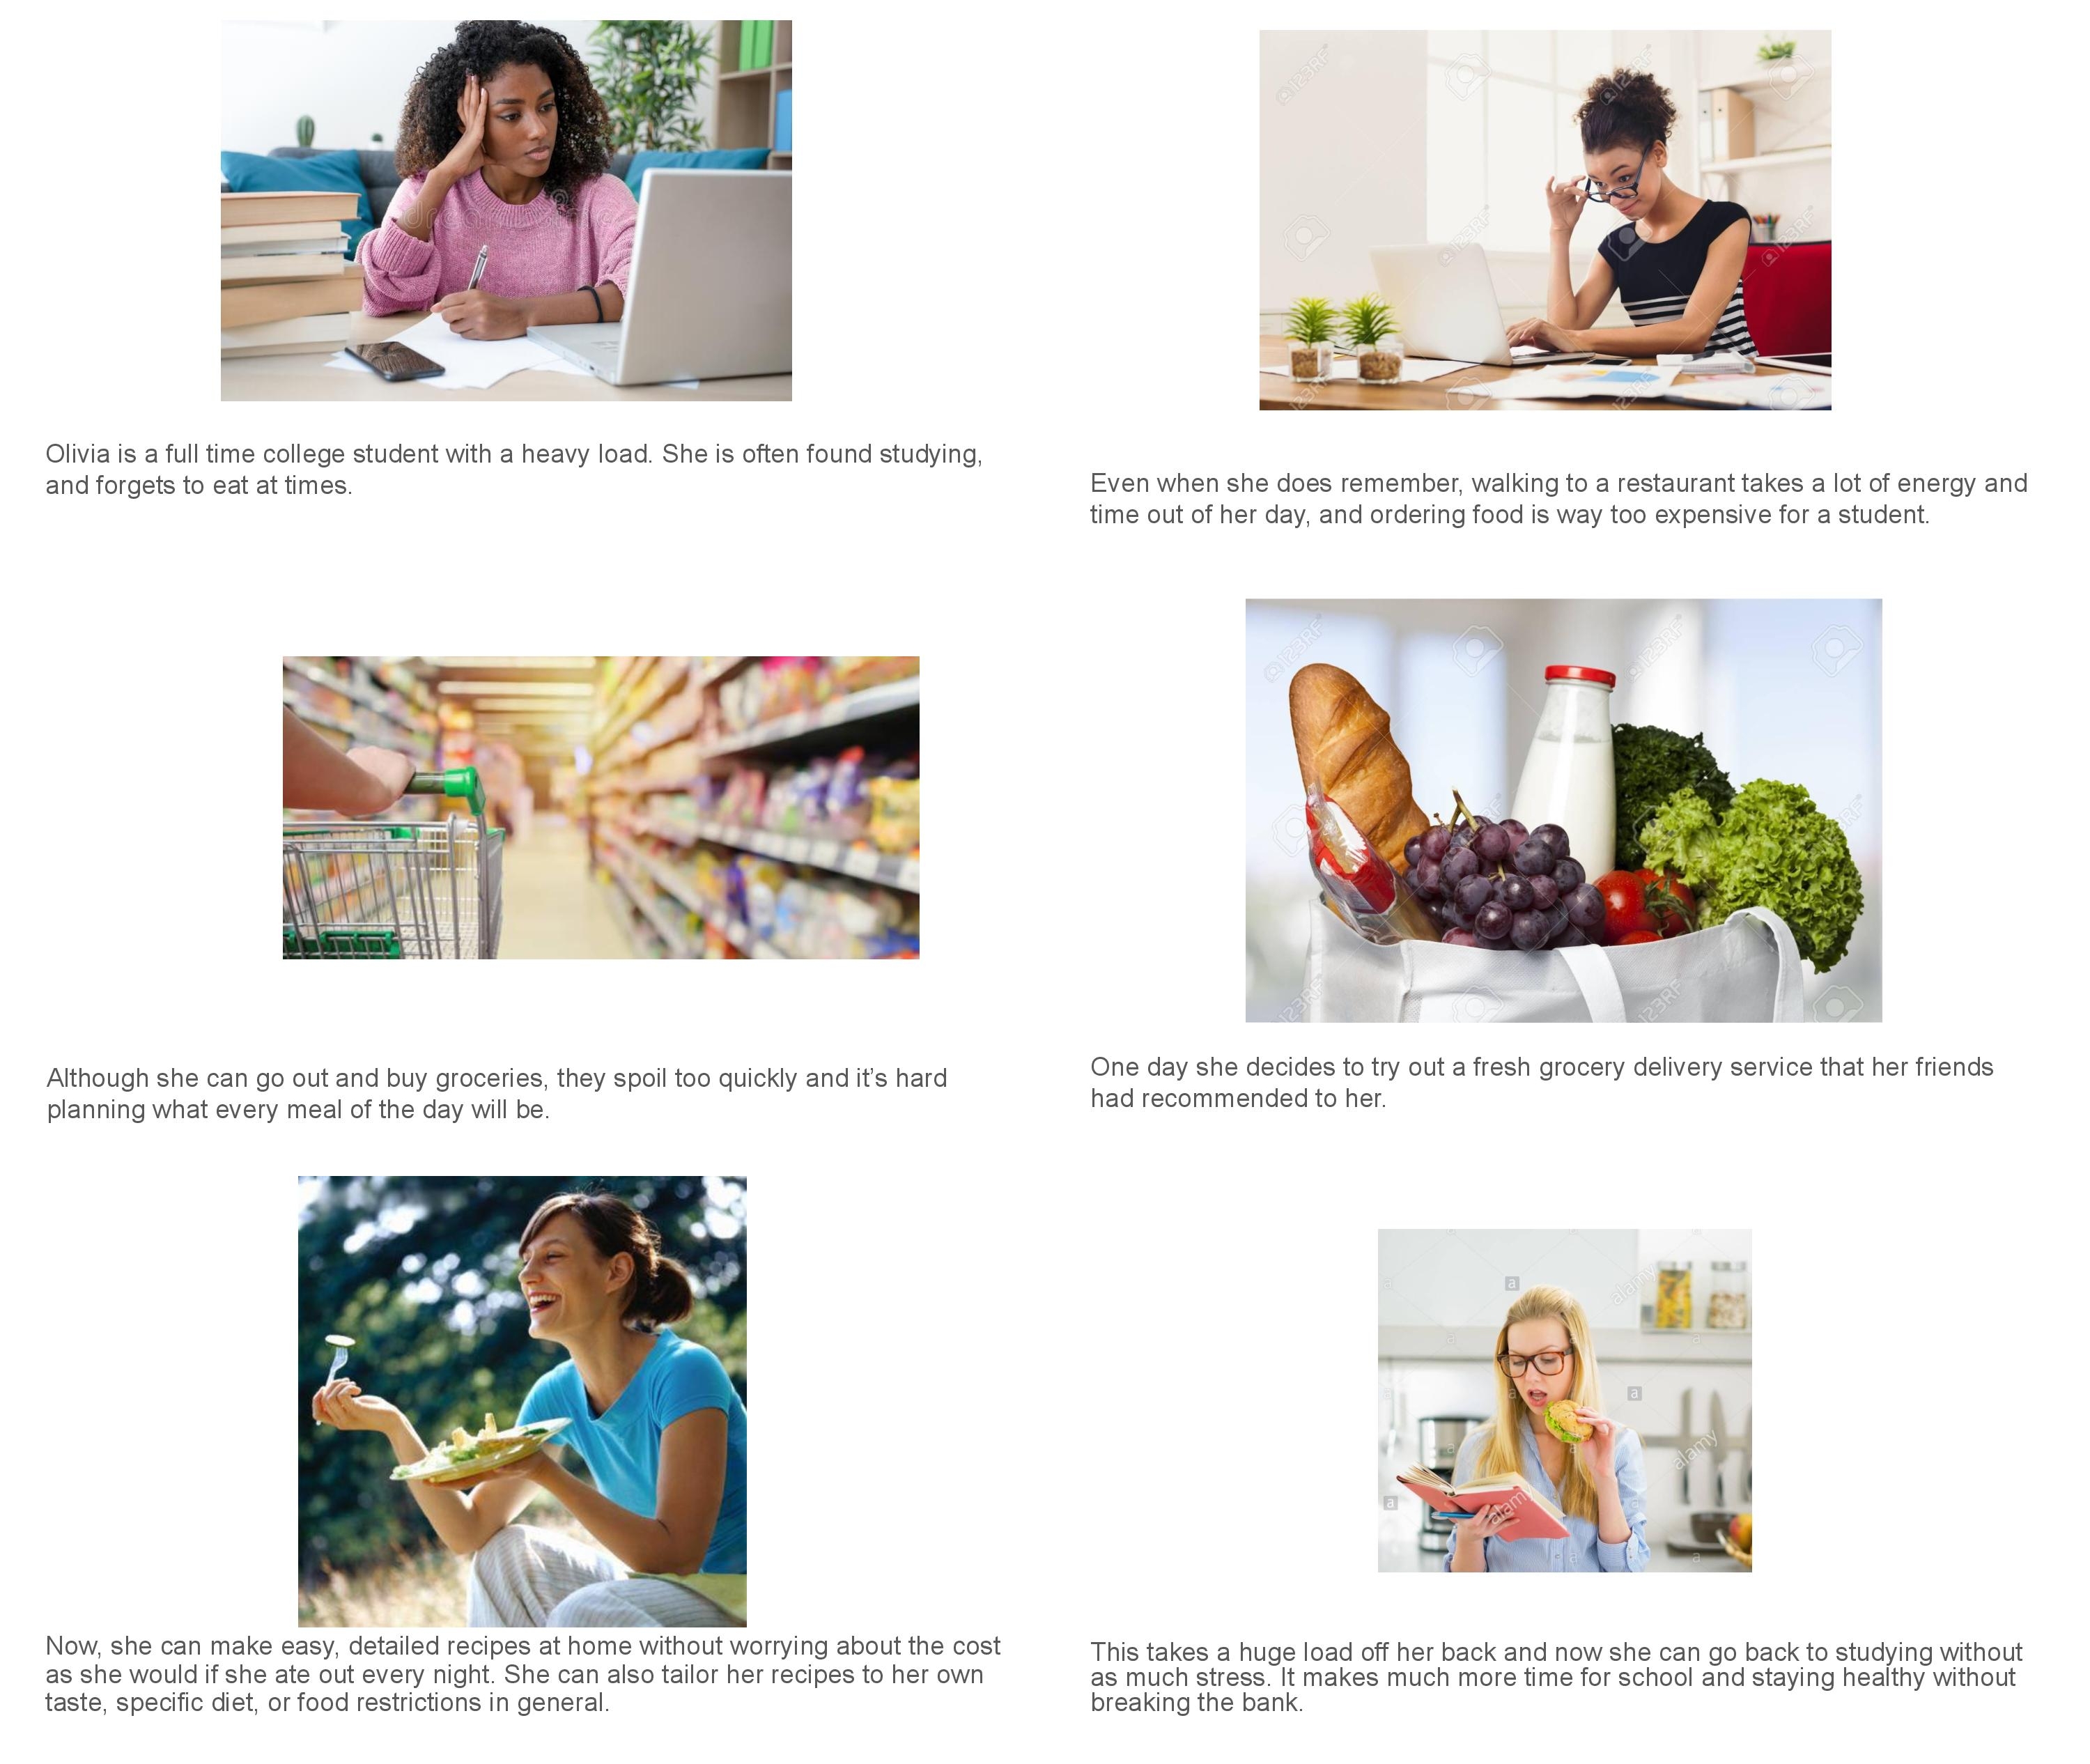 Olivia is a full time college student with a heavy load. She is often found studying,
and forgets to eat at times.
Even when she does remember, walking to a restaurant takes a lot of energy and
time out of her day, and ordering food is way too expensive for a student.
Although she can go out and buy groceries, they spoil too quickly and it’s hard
planning what every meal of the day will be.
One day she decides to try out a fresh grocery delivery service that her friends
had recommended to her.
Now, she can make easy, detailed recipes at home without worrying about the cost
as she would if she ate out every night. She can also tailor her recipes to her own
taste, specific diet, or food restrictions in general.
This takes a huge load off her back and now she can go back to studying without
as much stress. It makes much more time for school and staying healthy without
breaking the bank.
123RF
123RF
alamy
alamy
alamy